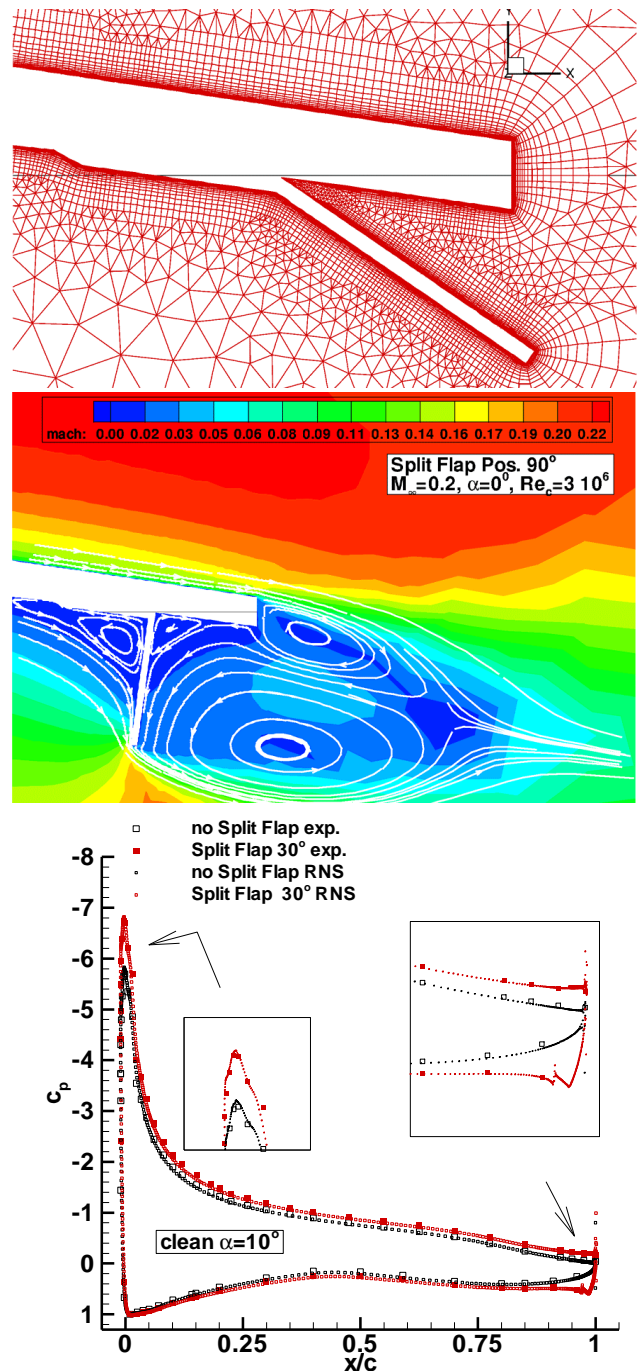 Y
Z
X
mach: 0.00 0.02 0.03 0.05 0.06 0.08 0.09 0.11 0.13 0.14 0.16 0.17 0.19 0.20 0.22
Split Flap Pos. 90°
M∞=0.2, α=0°, Re_c=3 10⁶
no Split Flap exp.
Split Flap 30° exp.
no Split Flap RNS
Split Flap 30° RNS
-8
-7
-6
-5
-4
-3
-2
-1
0
1
c_p
clean α=10°
0 0.25 0.5 0.75 1
x/c